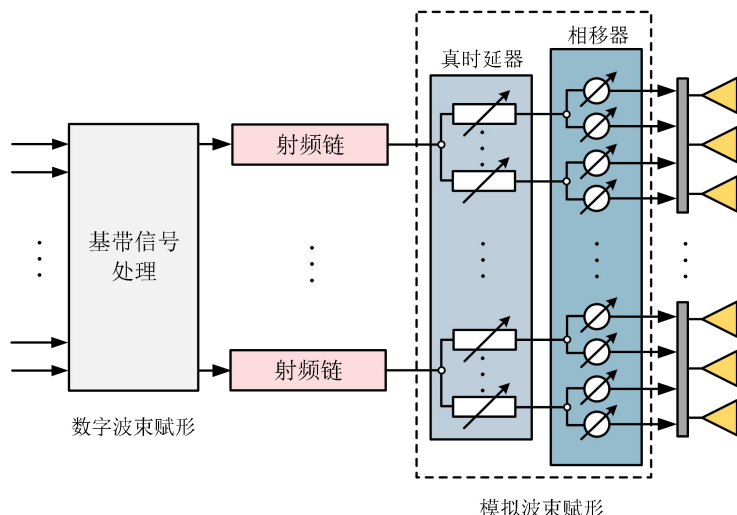 相移器
真时延器
射频链
基带信号
处理
射频链
数字波束赋形
模拟波束赋形